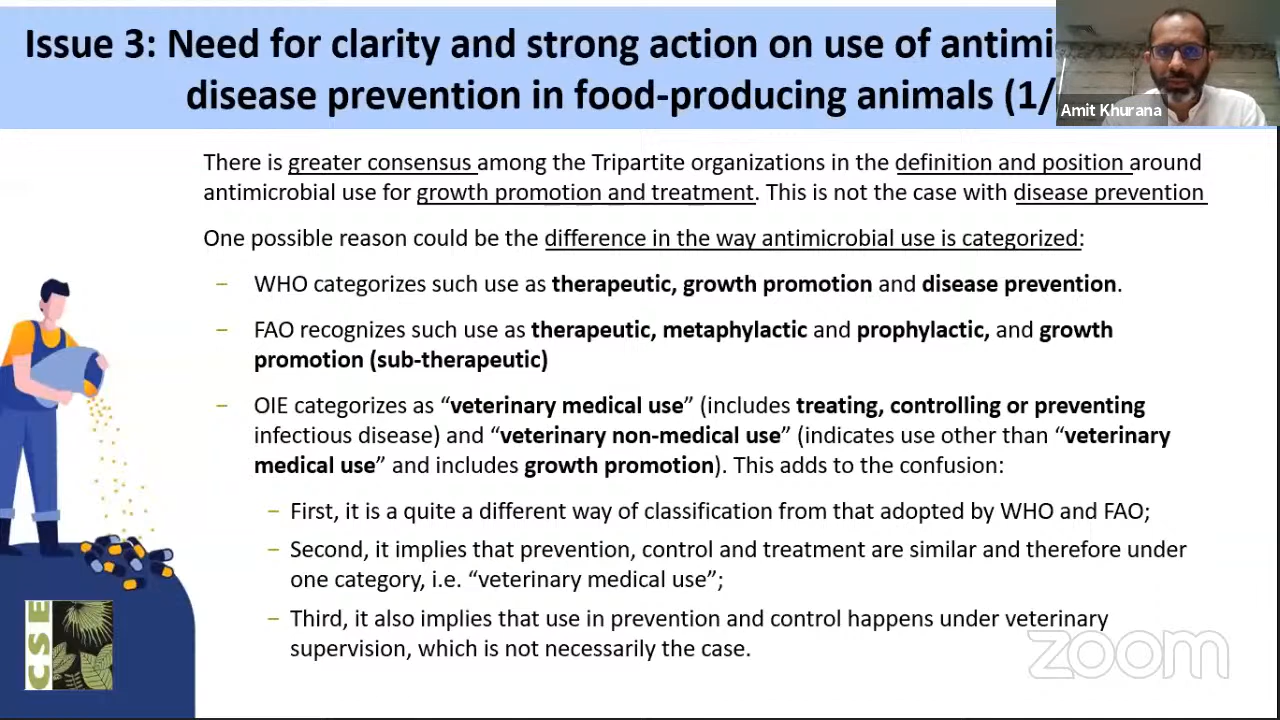 Issue 3: Need for clarity and strong action on use of antimi
disease prevention in food-producing animals (1/
Amit Khurana
There is greater consensus among the Tripartite organizations in the definition and position around
antimicrobial use for growth promotion and treatment. This is not the case with disease prevention
One possible reason could be the difference in the way antimicrobial use is categorized:
– WHO categorizes such use as therapeutic, growth promotion and disease prevention.
– FAO recognizes such use as therapeutic, metaphylactic and prophylactic, and growth
promotion (sub-therapeutic)
– OIE categorizes as “veterinary medical use” (includes treating, controlling or preventing
infectious disease) and “veterinary non-medical use” (indicates use other than “veterinary
medical use” and includes growth promotion). This adds to the confusion:
– First, it is a quite a different way of classification from that adopted by WHO and FAO;
– Second, it implies that prevention, control and treatment are similar and therefore under
one category, i.e. “veterinary medical use”;
– Third, it also implies that use in prevention and control happens under veterinary
supervision, which is not necessarily the case.
CSE
zoom